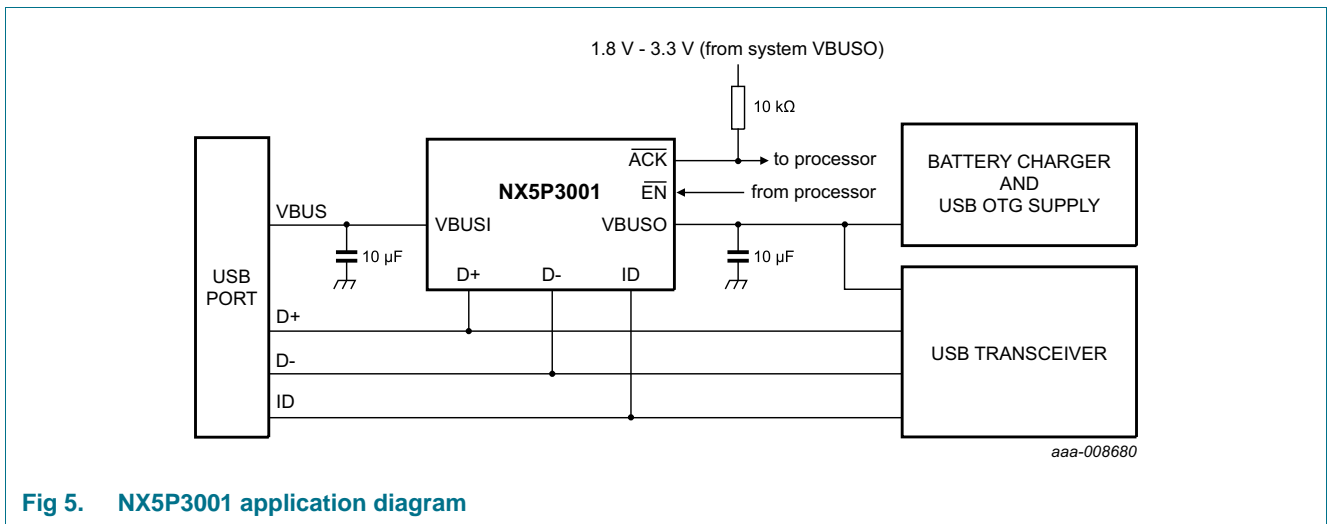 1.8 V - 3.3 V (from system VBUSO)
10 kΩ
ACK
to processor
NX5P3001
EN
from processor
VBUS
VBUSI
VBUSO
10 µF
10 µF
D+
D-
ID
USB
PORT
D+
D-
ID
BATTERY CHARGER
AND
USB OTG SUPPLY
USB TRANSCEIVER
aaa-008680
Fig 5. NX5P3001 application diagram